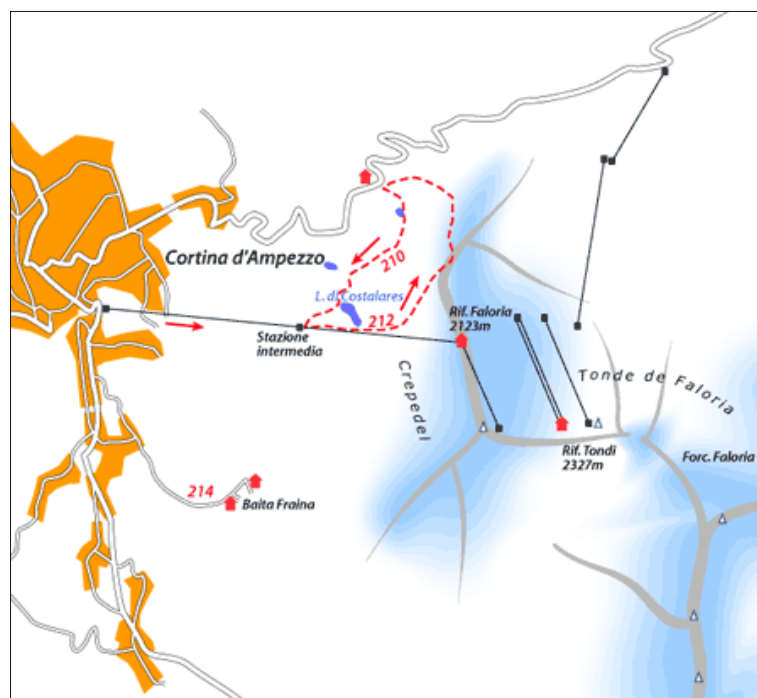 Cortina d'Ampezzo
210
L. di Costalares
212
Rif. Faloria
2123m
Stazione
intermedia
Crepedel
Tonde de Faloria
Rif. Tondi
2327m
Forc. Faloria
214
Baita Fraina